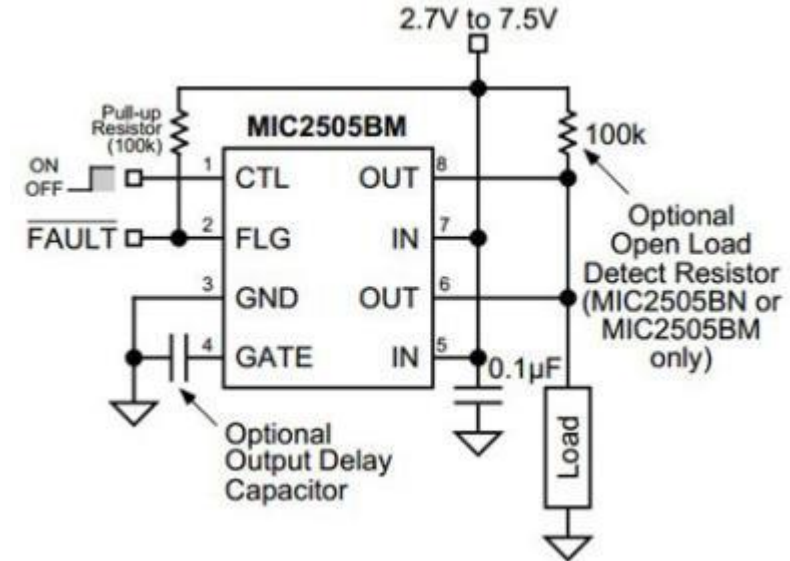 2.7V to 7.5V
Pull-up
Resistor
(100k)
MIC2505BM
100k
ON
OFF
1
CTL
OUT
8
FAULT
2
FLG
IN
7
3
GND
OUT
6
4
GATE
IN
5
Optional
Open Load
Detect Resistor
(MIC2505BN or
MIC2505BM
only)
0.1µF
Optional
Output Delay
Capacitor
Load